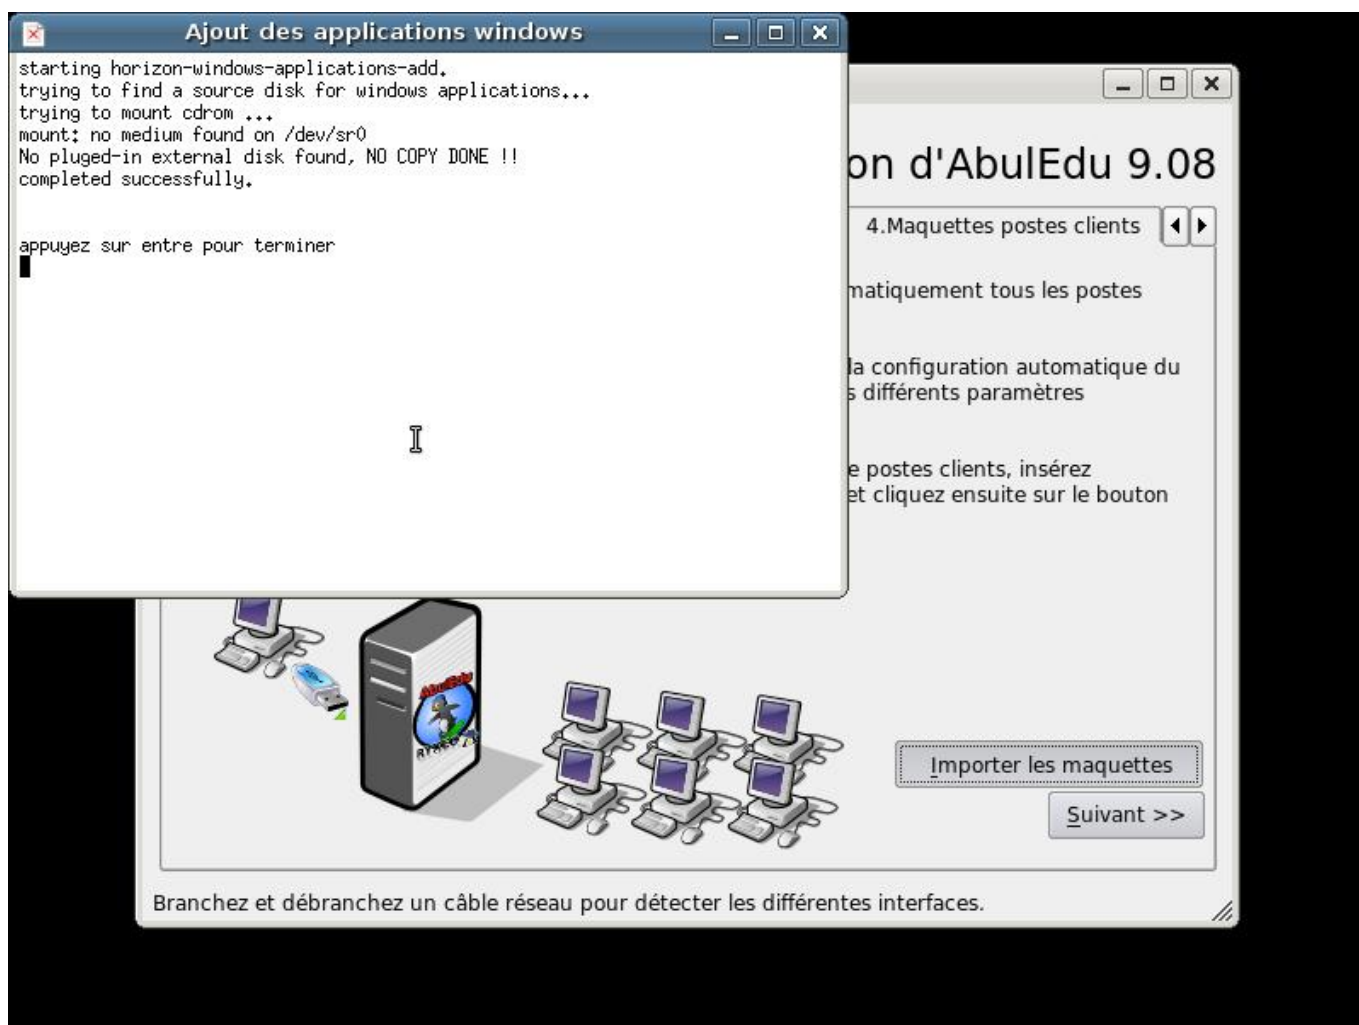 Ajout des applications windows
starting horizon-windows-applications-add.
trying to find a source disk for windows applications...
trying to mount cdrom ...
mount: no medium found on /dev/sr0
No pluged-in external disk found, NO COPY DONE !!
completed successfully.
appuyez sur entre pour terminer
on d'AbulEdu 9.08
4.Maquettes postes clients
matiquement tous les postes
la configuration automatique du
s différents paramètres
e postes clients, insérez
et cliquez ensuite sur le bouton
AbulEdu
RYXEO
Importer les maquettes
Suivant >>
Branchez et débranchez un câble réseau pour détecter les différentes interfaces.